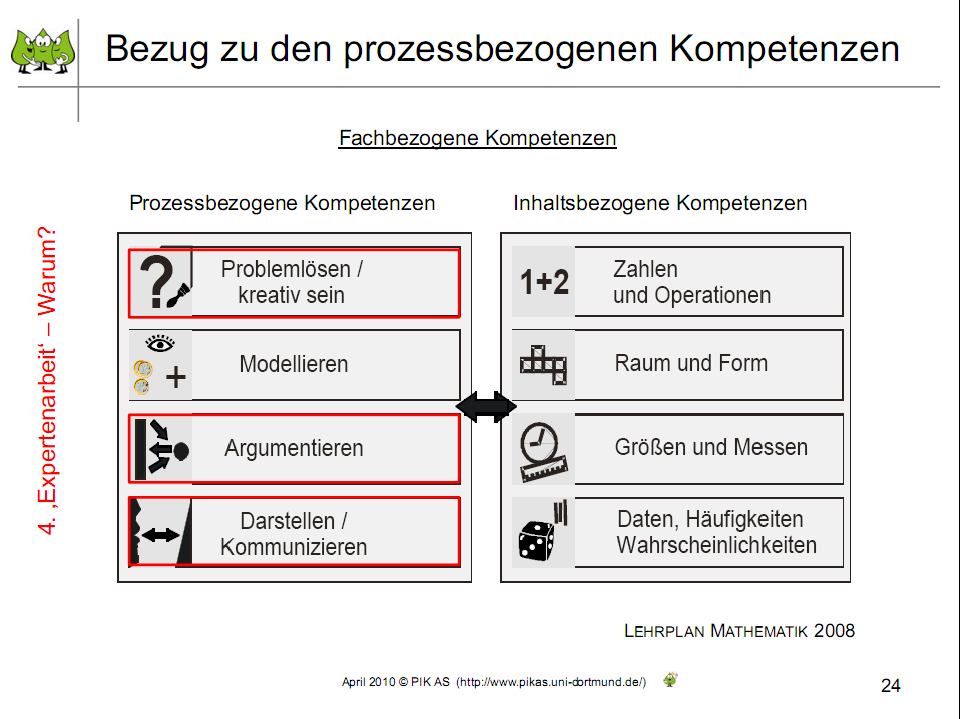 Bezug zu den prozessbezogenen Kompetenzen
Fachbezogene Kompetenzen
Prozessbezogene Kompetenzen
Problemlösen /
kreativ sein
Modellieren
+
Argumentieren
Darstellen /
Kommunizieren
Inhaltsbezogene Kompetenzen
1+2
Zahlen
und Operationen
Raum und Form
Größen und Messen
Daten, Häufigkeiten
Wahrscheinlichkeiten
4. ‚Expertenarbeit‘ – Warum?
LEHRPLAN MATHEMATIK 2008
April 2010 © PIK AS (http://www.pikas.uni-dortmund.de/)
24